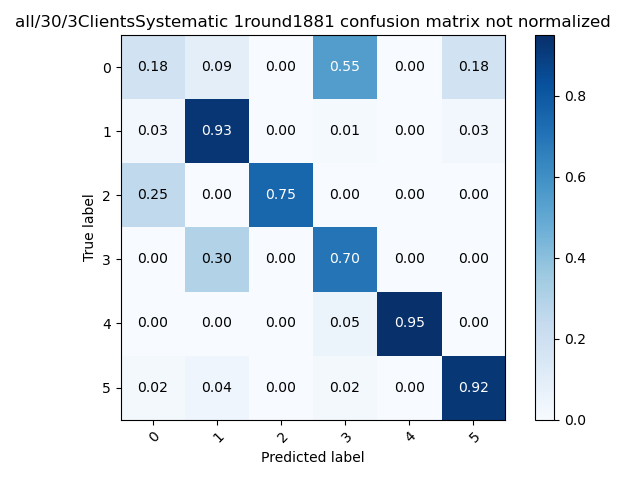 all/30/3ClientsSystematic 1round1881 confusion matrix not normalized
0 0.18 0.09 0.00 0.55 0.00 0.18
1 0.03 0.93 0.00 0.01 0.00 0.03
2 0.25 0.00 0.75 0.00 0.00 0.00
3 0.00 0.30 0.00 0.70 0.00 0.00
4 0.00 0.00 0.00 0.05 0.95 0.00
5 0.02 0.04 0.00 0.02 0.00 0.92
0 1 2 3 4 5
True label
Predicted label
0.8
0.6
0.4
0.2
0.0